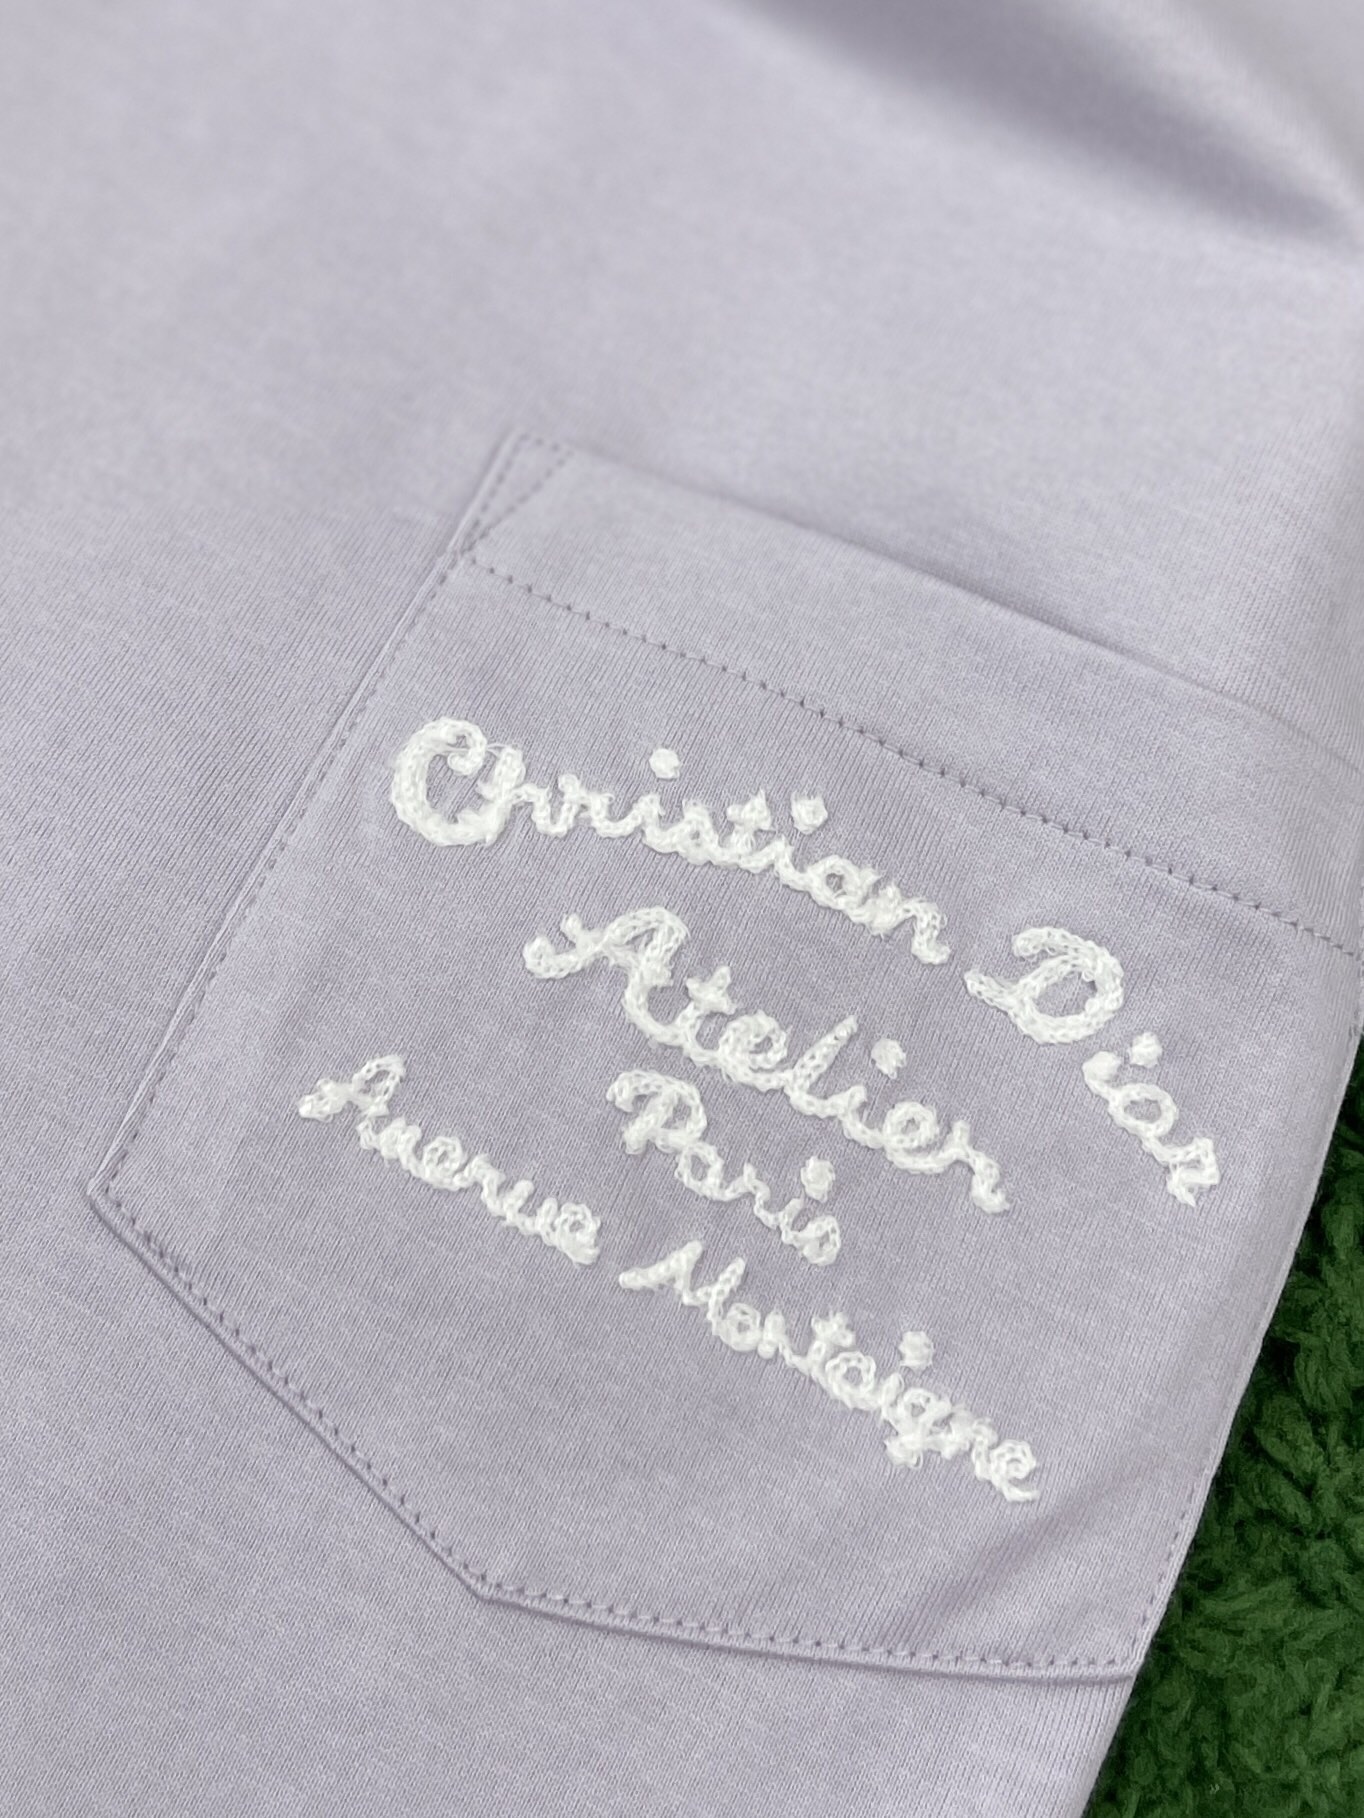 Christian Dior
Atelier
Paris
Avenue Montaigne